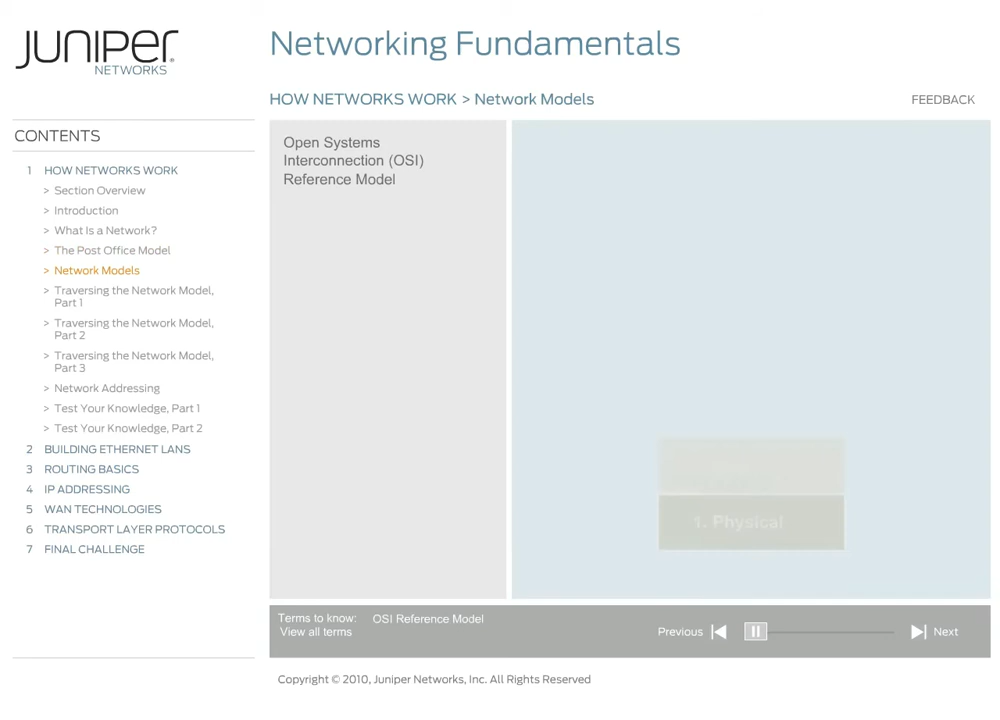 JUNIPER
NETWORKS
Networking Fundamentals
HOW NETWORKS WORK > Network Models
FEEDBACK
CONTENTS
1 HOW NETWORKS WORK
> Section Overview
> Introduction
> What Is a Network?
> The Post Office Model
> Network Models
> Traversing the Network Model,
Part 1
> Traversing the Network Model,
Part 2
> Traversing the Network Model,
Part 3
> Network Addressing
> Test Your Knowledge, Part 1
> Test Your Knowledge, Part 2
2 BUILDING ETHERNET LANS
3 ROUTING BASICS
4 IP ADDRESSING
5 WAN TECHNOLOGIES
6 TRANSPORT LAYER PROTOCOLS
7 FINAL CHALLENGE
Open Systems
Interconnection (OSI)
Reference Model
1. Physical
Terms to know: OSI Reference Model
View all terms
Previous
Next
Copyright © 2010, Juniper Networks, Inc. All Rights Reserved